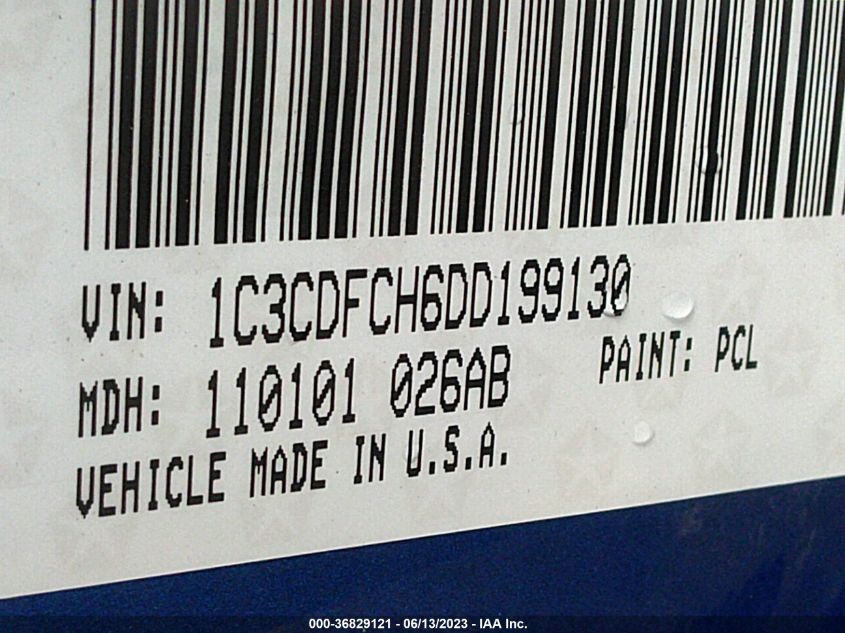 VIN: 1C3CDFCH6DD199130
MDH: 110101 026AB PAINT: PCL
VEHICLE MADE IN U.S.A.
000-36829121 - 06/13/2023 - IAA Inc.